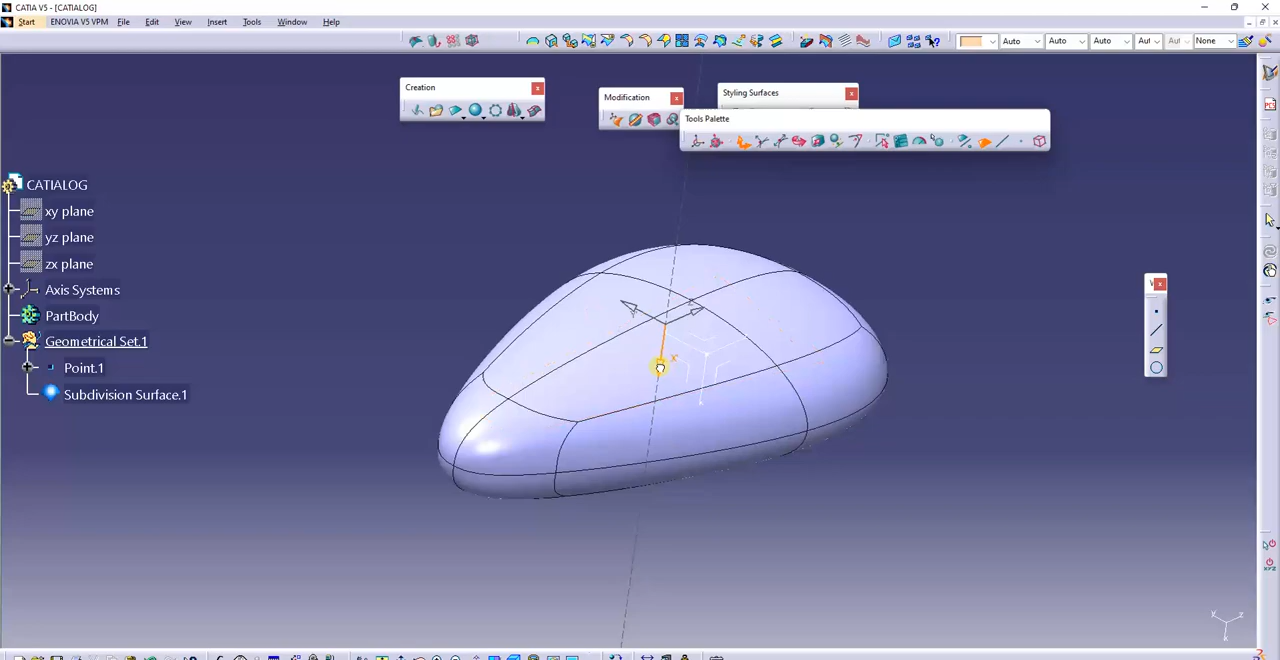 CATIA V5 - [CATIALOG]
Start ENOVIA V5 VPM File Edit View Insert Tools Window Help
Auto Auto Auto Aut Aut None
Creation
Modification
Styling Surfaces
Tools Palette
CATIALOG
xy plane
yz plane
zx plane
Axis Systems
PartBody
Geometrical Set.1
Point.1
Subdivision Surface.1